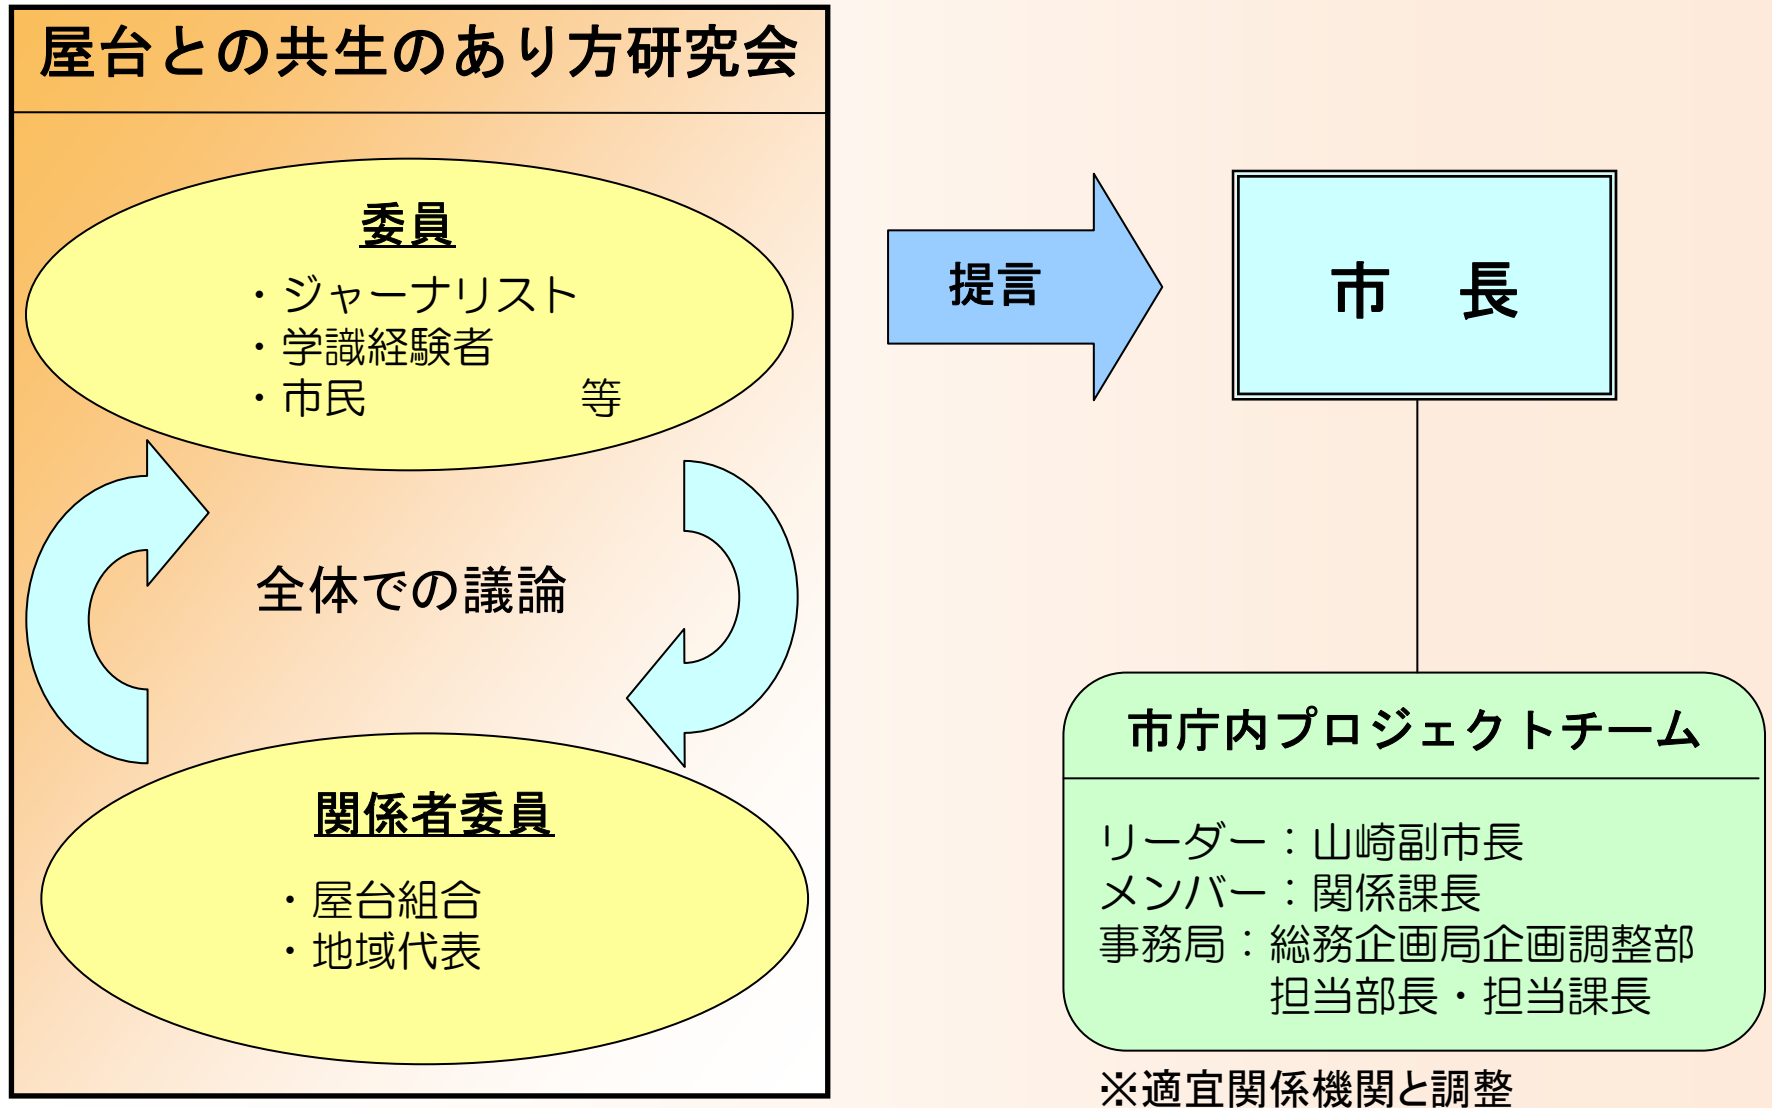 屋台との共生のあり方研究会
委員
・ジャーナリスト
・学識経験者
・市民　　　　　等
全体での議論
関係者委員
・屋台組合
・地域代表
提言
市　長
市庁内プロジェクトチーム
リーダー：山崎副市長
メンバー：関係課長
事務局：総務企画局企画調整部
担当部長・担当課長
※適宜関係機関と調整